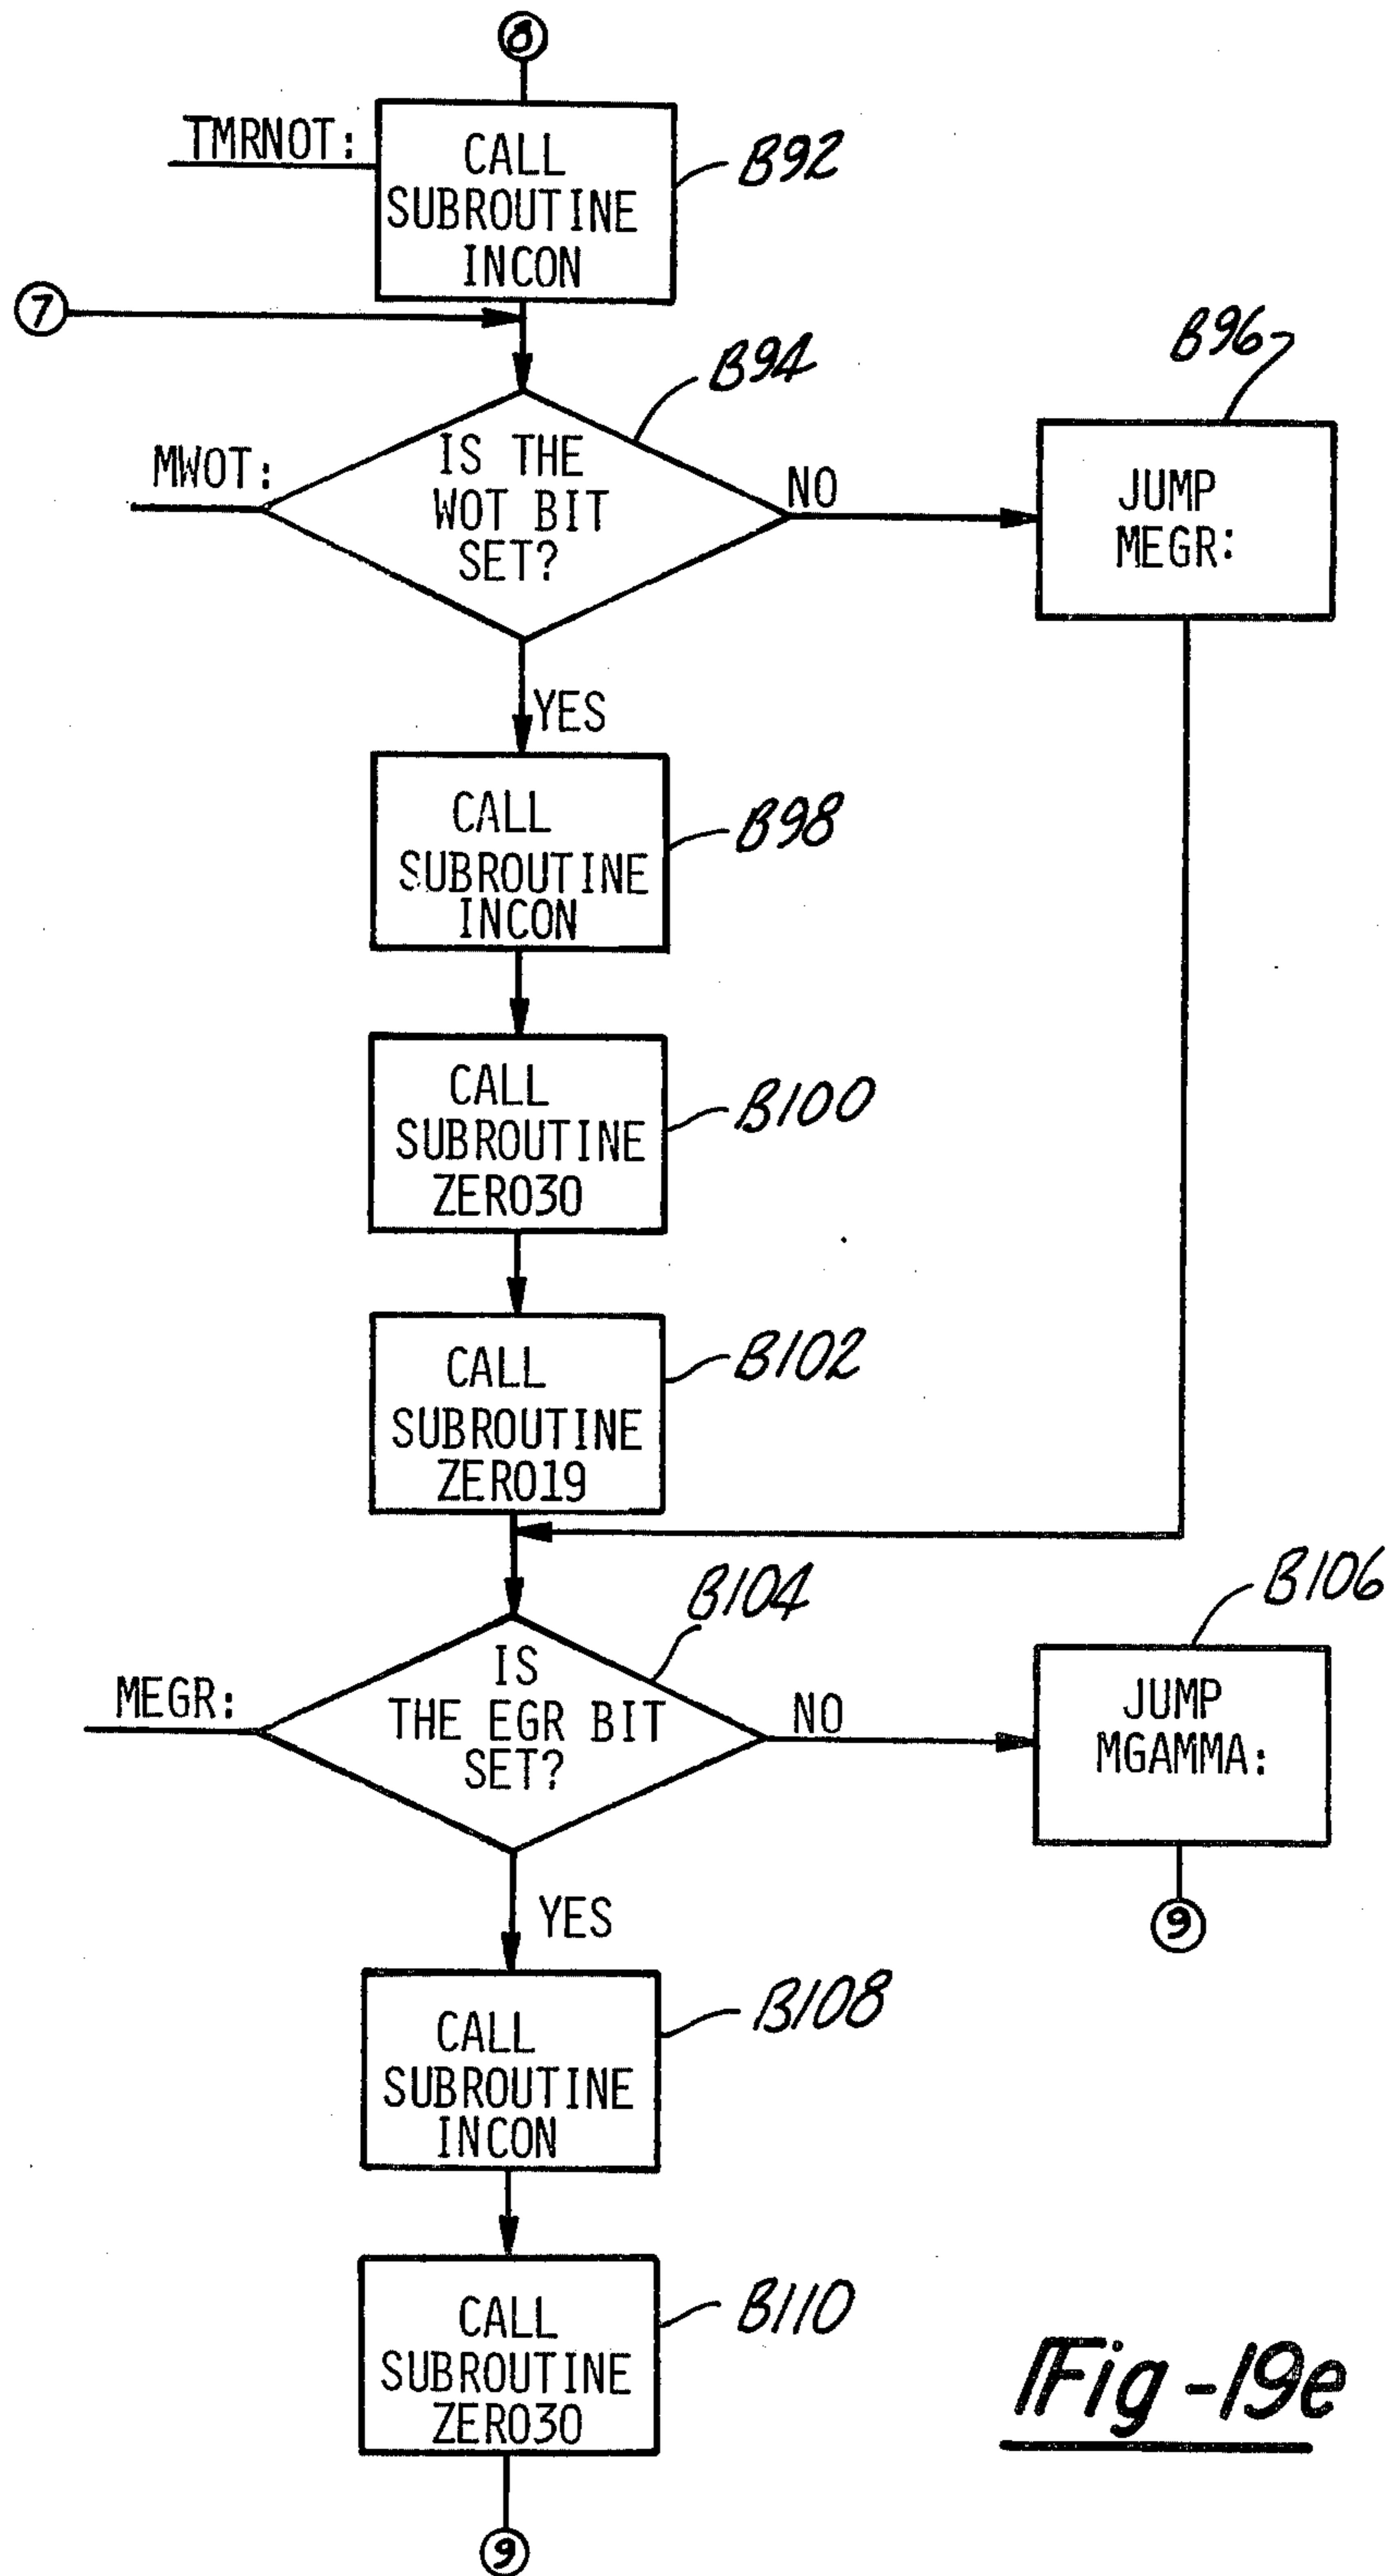 8
TMRNOT:
CALL
SUBROUTINE
INCON
B92
7
B94
B96
MWOT:
IS THE
WOT BIT
SET?
NO
JUMP
MEGR:
YES
CALL
SUBROUTINE
INCON
B98
CALL
SUBROUTINE
ZERO30
B100
CALL
SUBROUTINE
ZERO19
B102
B104
B106
MEGR:
IS
THE EGR BIT
SET?
NO
JUMP
MGAMMA:
9
YES
CALL
SUBROUTINE
INCON
B108
CALL
SUBROUTINE
ZERO30
B110
9
Fig-19e